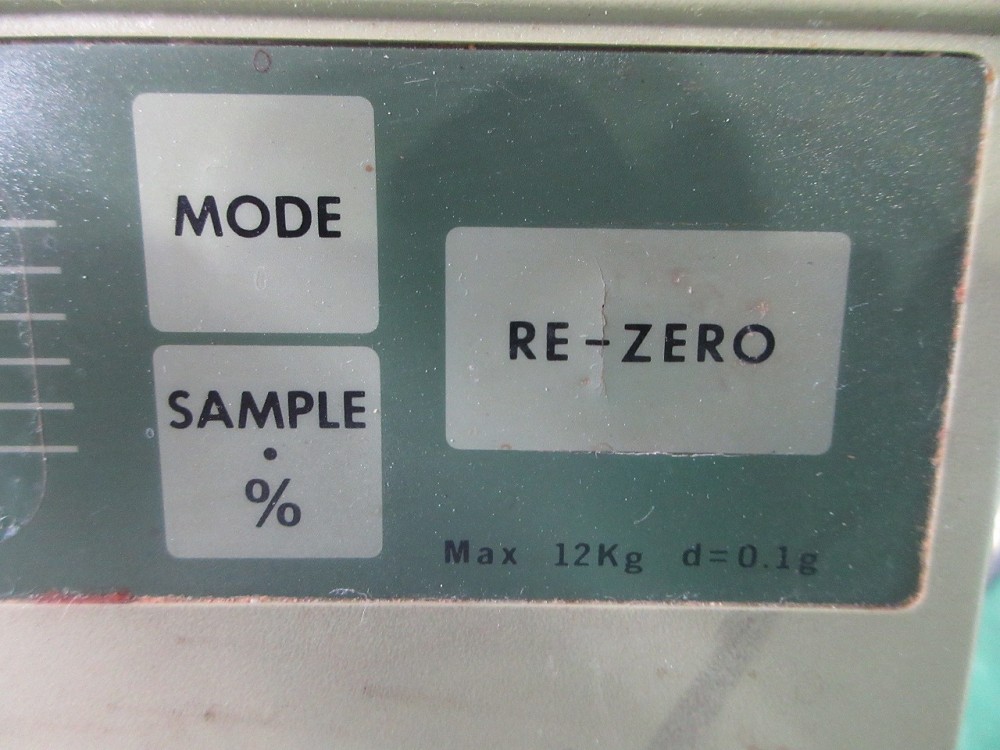 MODE
SAMPLE
•
%
RE-ZERO
Max 12Kg d=0.1g